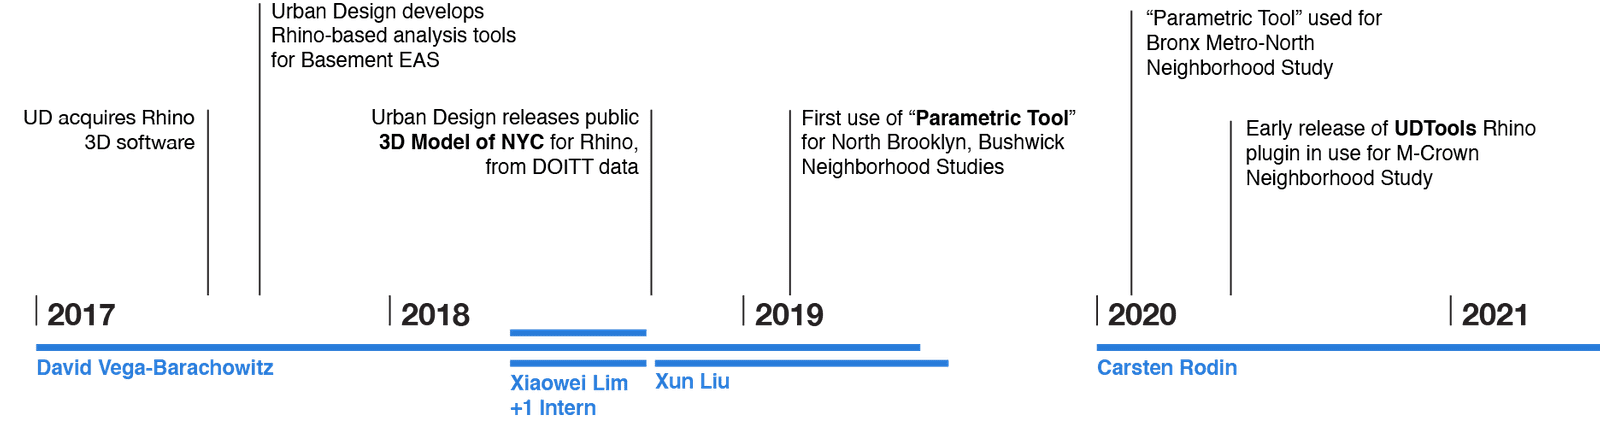 Urban Design develops
Rhino-based analysis tools
for Basement EAS
“Parametric Tool” used for
Bronx Metro-North
Neighborhood Study
UD acquires Rhino
3D software
Urban Design releases public
3D Model of NYC for Rhino,
from DOITT data
First use of “Parametric Tool”
for North Brooklyn, Bushwick
Neighborhood Studies
Early release of UDTools Rhino
plugin in use for M-Crown
Neighborhood Study
2017
2018
2019
2020
2021
David Vega-Barachowitz
Xiaowei Lim
+1 Intern
Xun Liu
Carsten Rodin